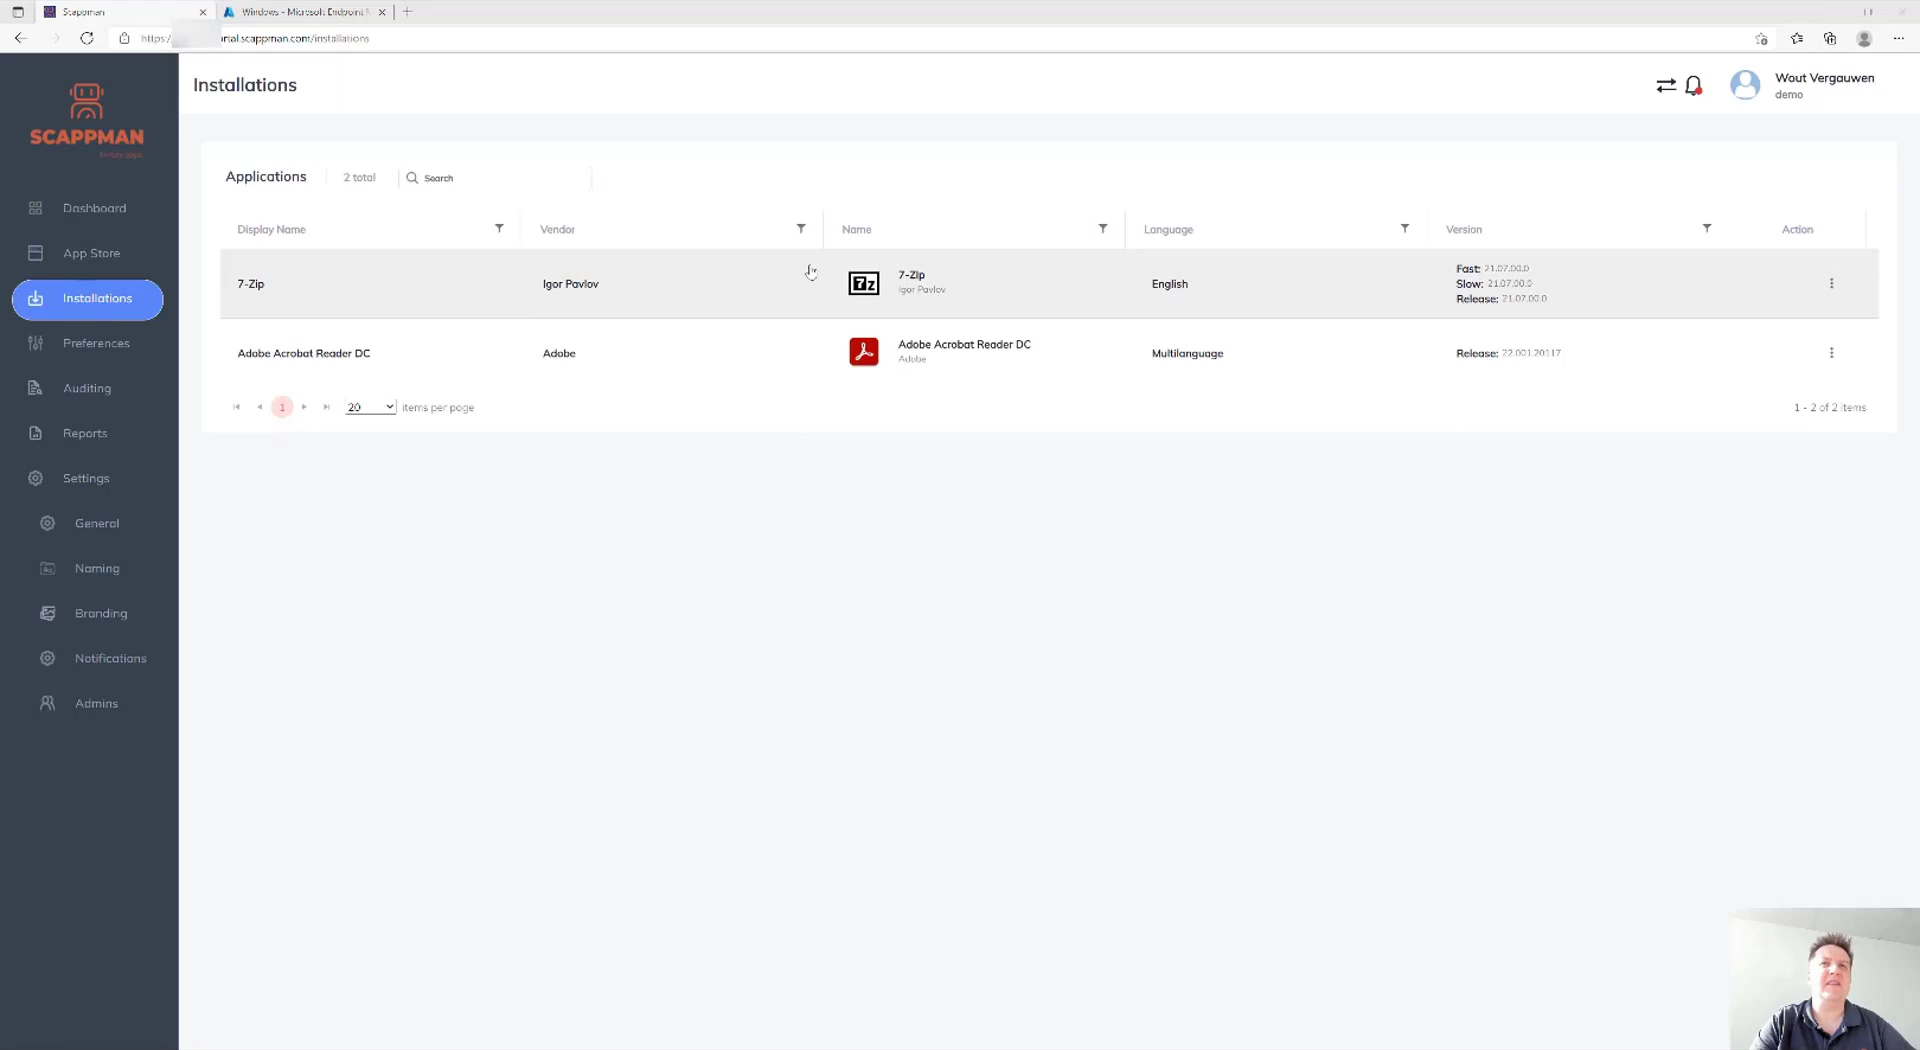 Scappman
Windows - Microsoft Endpoint M
https:/ rtal.scappman.com/installations
SCAPPMAN
Installations
Wout Vergauwen
demo
Dashboard
App Store
Installations
Preferences
Auditing
Reports
Settings
General
Naming
Branding
Notifications
Admins
Applications 2 total Search
Display Name Vendor Name Language Version Action
7-Zip Igor Pavlov 7-Zip English Fast: 21.07.00.0
Igor Pavlov Slow: 21.07.00.0
Release: 21.07.00.0
Adobe Acrobat Reader DC Adobe Adobe Acrobat Reader DC Multilanguage Release: 22.001.20117
Adobe
1 20 items per page 1 - 2 of 2 items